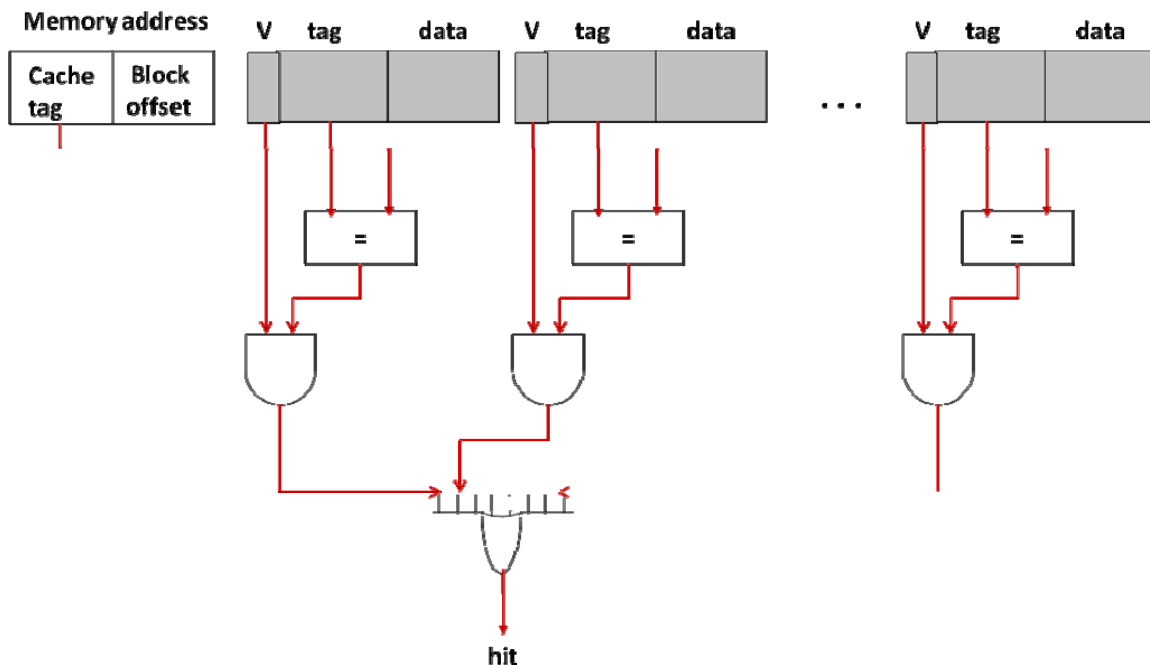 Memory address
V tag data
V tag data
V tag data
Cache tag
Block offset
. . .
=
=
=
hit